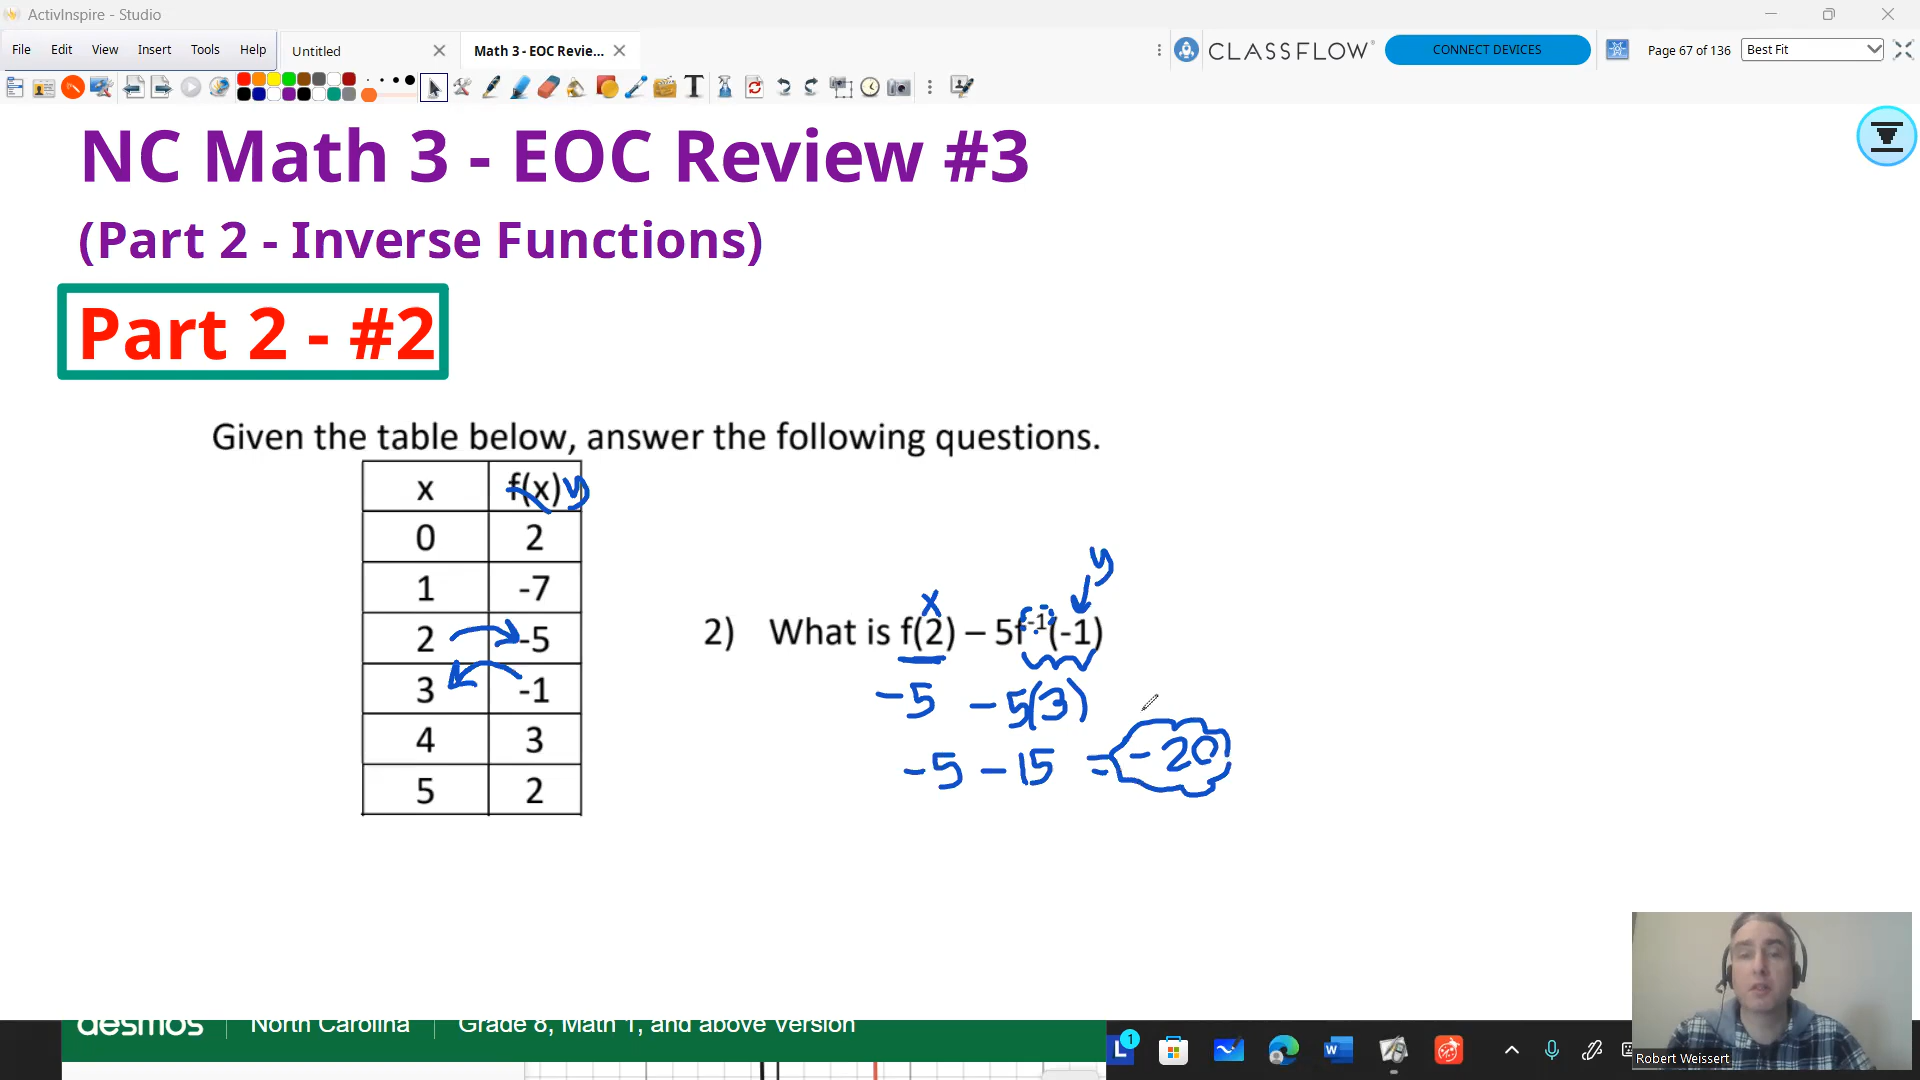 ActivInspire - Studio
File Edit View Insert Tools Help Untitled Math 3 - EOC Revie... CLASSFLOW CONNECT DEVICES Page 67 of 136 Best Fit
NC Math 3 - EOC Review #3
(Part 2 - Inverse Functions)
Part 2 - #2
Given the table below, answer the following questions.
x f(x) y
0 2
1 -7
2 -5
3 -1
4 3
5 2
x y
2) What is f(2) – 5f⁻¹(-1)
-5 - 5(3)
-5 - 15 = -20
desmos North Carolina Grade 8, Math 1, and above Version
L 1
Robert Weissert